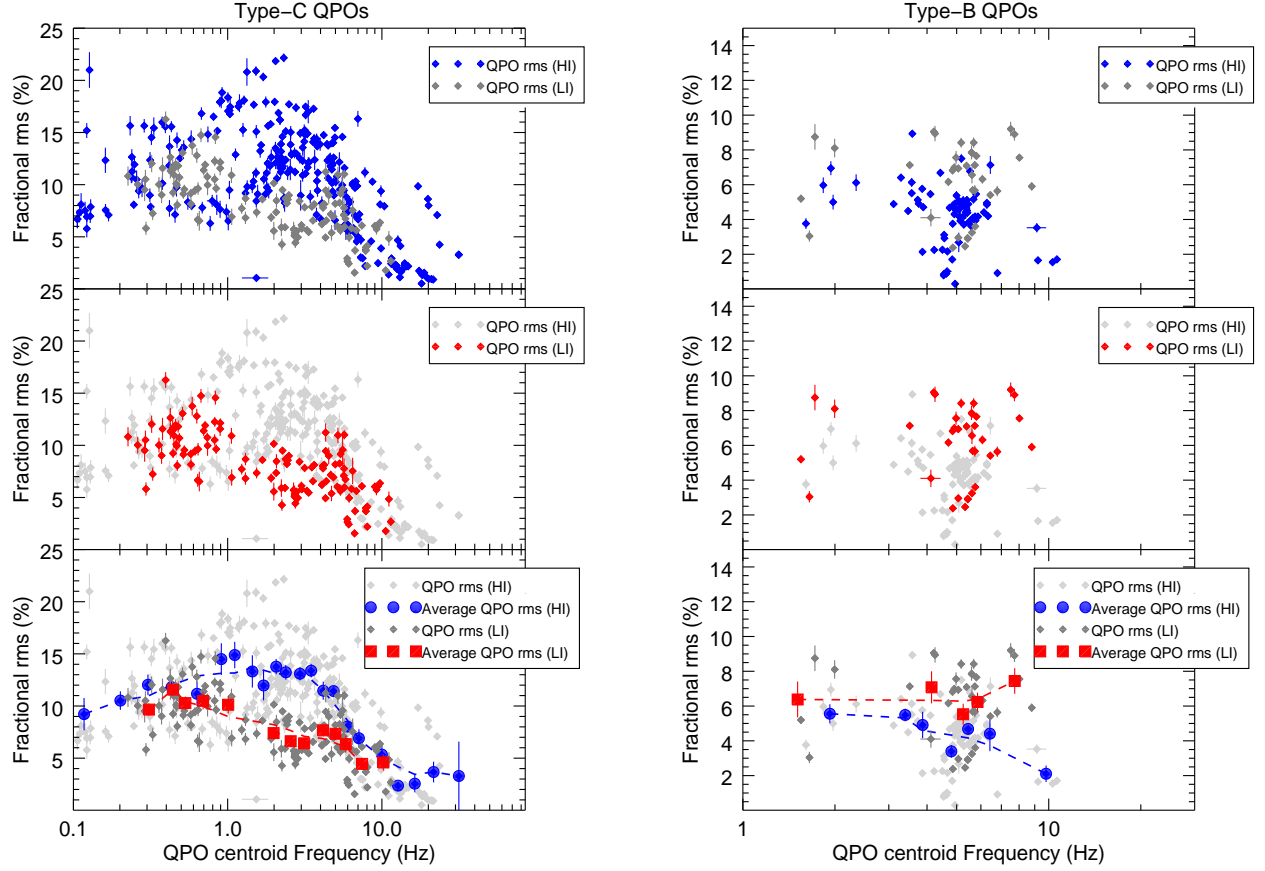 Type-C QPOs
Type-B QPOs
25
20
15
10
5
Fractional rms (%)
QPO rms (HI)
QPO rms (LI)
14
12
10
8
6
4
2
Fractional rms (%)
QPO rms (HI)
QPO rms (LI)
25
20
15
10
5
Fractional rms (%)
QPO rms (HI)
QPO rms (LI)
14
12
10
8
6
4
2
Fractional rms (%)
QPO rms (HI)
QPO rms (LI)
25
20
15
10
5
Fractional rms (%)
QPO rms (HI)
Average QPO rms (HI)
QPO rms (LI)
Average QPO rms (LI)
0.1
1.0
10.0
QPO centroid Frequency (Hz)
14
12
10
8
6
4
2
Fractional rms (%)
QPO rms (HI)
Average QPO rms (HI)
QPO rms (LI)
Average QPO rms (LI)
1
10
QPO centroid Frequency (Hz)